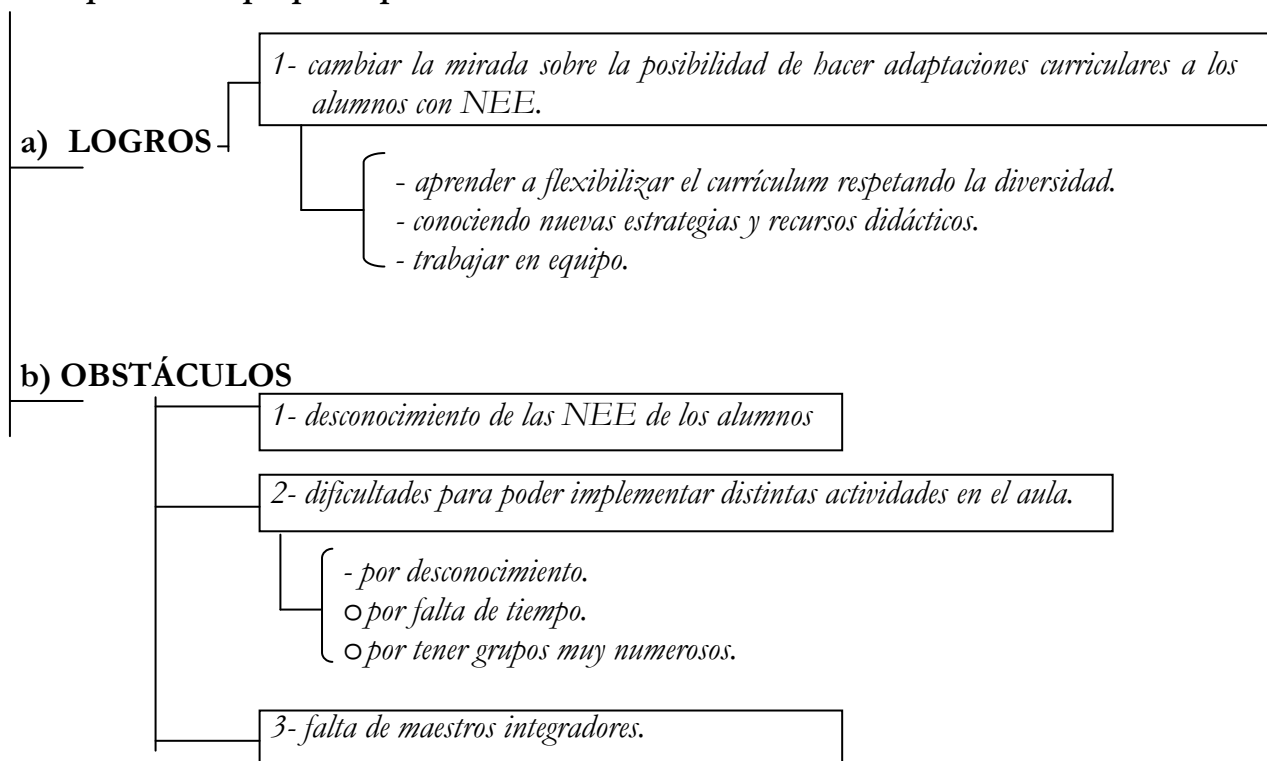 1- cambiar la mirada sobre la posibilidad de hacer adaptaciones curriculares a los
alumnos con NEE.
a) LOGROS
- aprender a flexibilizar el currículum respetando la diversidad.
- conociendo nuevas estrategias y recursos didácticos.
- trabajar en equipo.
b) OBSTÁCULOS
1- desconocimiento de las NEE de los alumnos
2- dificultades para poder implementar distintas actividades en el aula.
- por desconocimiento.
o por falta de tiempo.
o por tener grupos muy numerosos.
3- falta de maestros integradores.